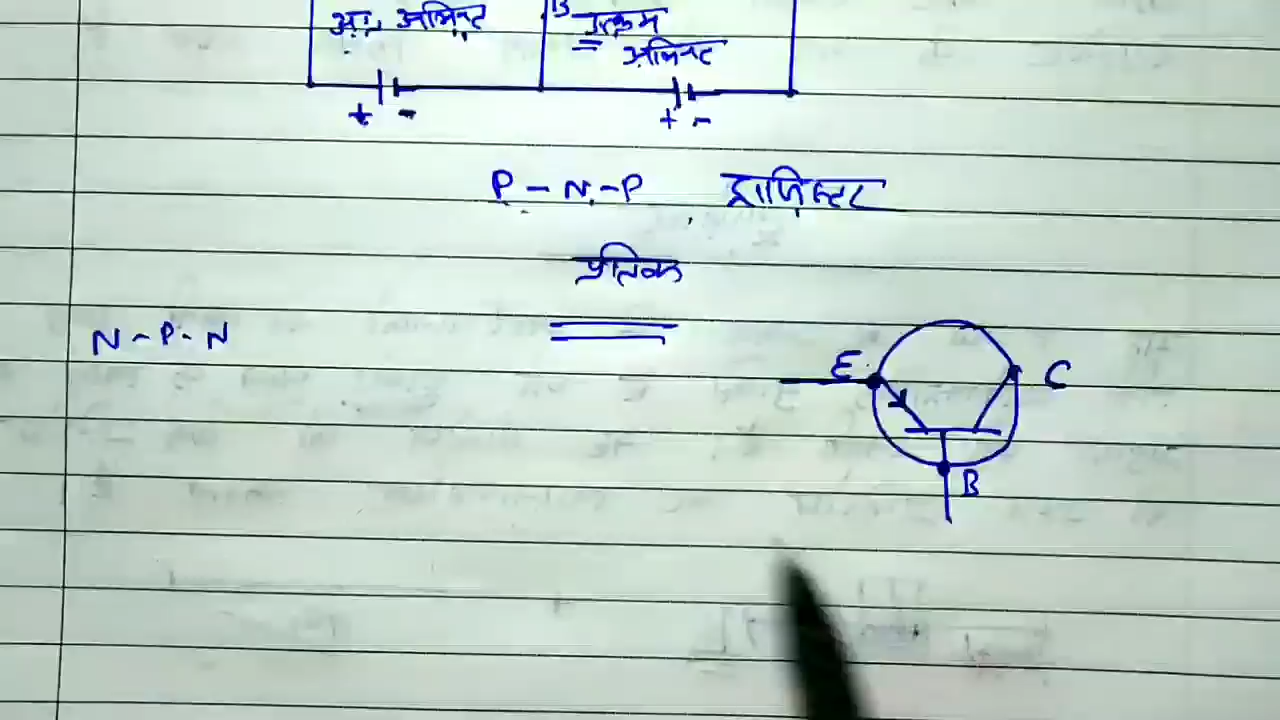 अग्र अभिनत B उत्क्रम
अभिनत
+ - + -
P - N - P ट्रांजिस्टर
प्रतिक
N - P - N
E C
B